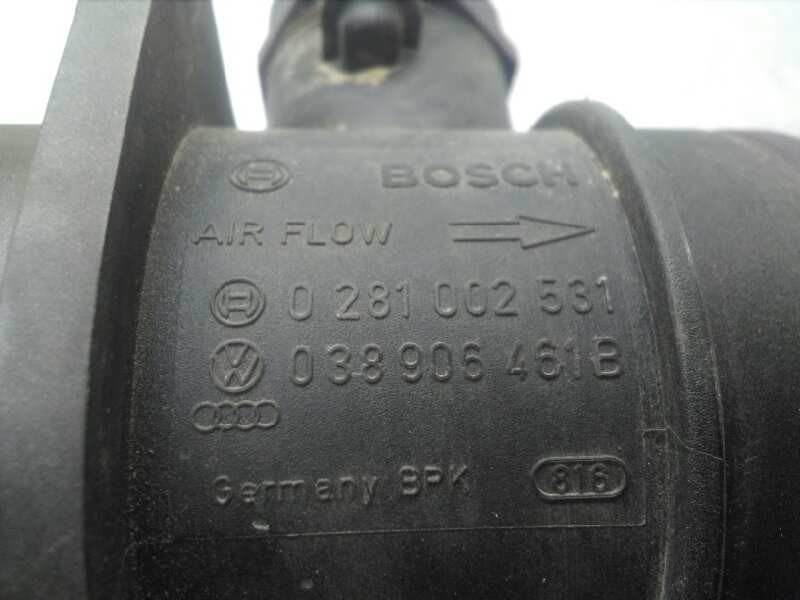 BOSCH
AIR FLOW
0 281 002 531
038 906 461B
Germany BPK 816